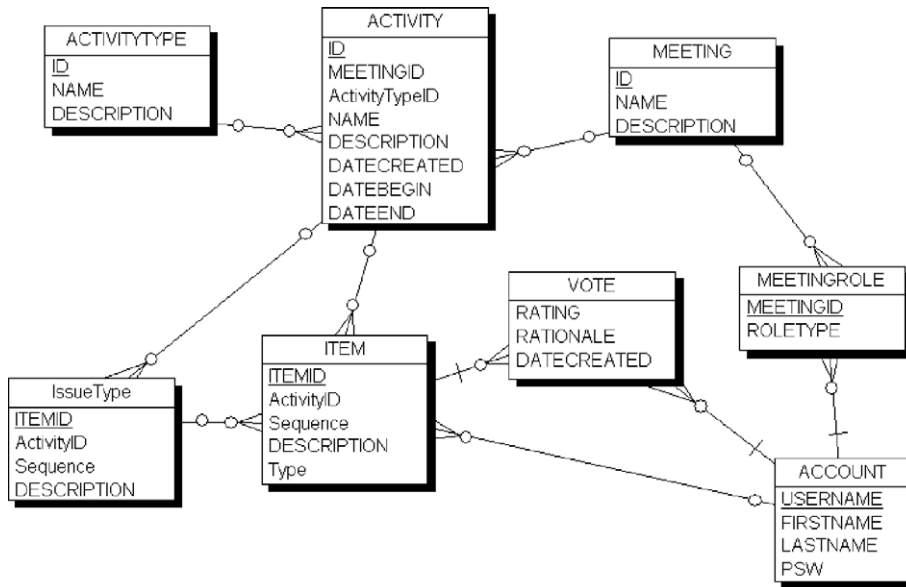 ACTIVITYTYPE
ID
NAME
DESCRIPTION
ACTIVITY
ID
MEETINGID
ActivityTypeID
NAME
DESCRIPTION
DATECREATED
DATEBEGIN
DATEEND
MEETING
ID
NAME
DESCRIPTION
MEETINGROLE
MEETINGID
ROLETYPE
VOTE
RATING
RATIONALE
DATECREATED
ITEM
ITEMID
ActivityID
Sequence
DESCRIPTION
Type
IssueType
ITEMID
ActivityID
Sequence
DESCRIPTION
ACCOUNT
USERNAME
FIRSTNAME
LASTNAME
PSW